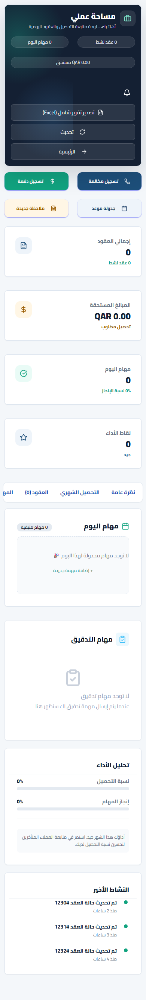 مساحة عملي
أهلاً بك، - لوحة متابعة التحصيل والعقود اليومية
0 عقد نشط
0 مهام اليوم
QAR 0.00 مستحق
تصدير تقرير شامل (Excel)
تحديث
الرئيسية
تسجيل مكالمة
تسجيل دفعة
جدولة موعد
ملاحظة جديدة
إجمالي العقود
0
0 عقد نشط
المبالغ المستحقة
QAR 0.00
تحصيل مطلوب
مهام اليوم
0
0% نسبة الإنجاز
نقاط الأداء
0
جيد
نظرة عامة
التحصيل الشهري
العقود (0)
المه
مهام اليوم
0 مهام متبقية
لا توجد مهام مجدولة لهذا اليوم 🎉
+ إضافة مهمة جديدة
مهام التدقيق
لا توجد مهام تدقيق
عندما يتم إرسال مهمة تدقيق لك ستظهر هنا
تحليل الأداء
نسبة التحصيل
0%
إنجاز المهام
0%
أداؤك هذا الشهر جيد. استمر في متابعة العملاء المتأخرين
لتحسين نسبة التحصيل لديك.
النشاط الأخير
تم تحديث حالة العقد #1230
منذ 2 ساعات
تم تحديث حالة العقد #1231
منذ 3 ساعات
تم تحديث حالة العقد #1232
منذ 4 ساعات